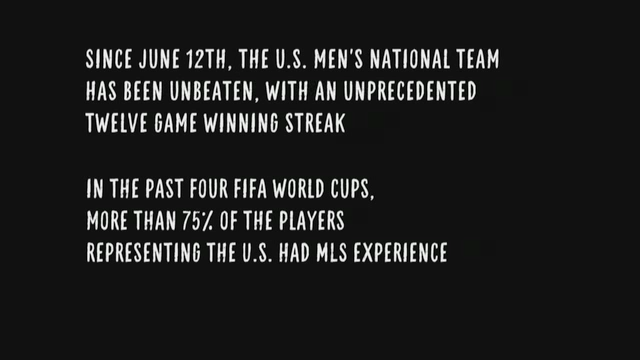 SINCE JUNE 12TH, THE U.S. MEN'S NATIONAL TEAM
HAS BEEN UNBEATEN, WITH AN UNPRECEDENTED
TWELVE GAME WINNING STREAK
IN THE PAST FOUR FIFA WORLD CUPS,
MORE THAN 75% OF THE PLAYERS
REPRESENTING THE U.S. HAD MLS EXPERIENCE